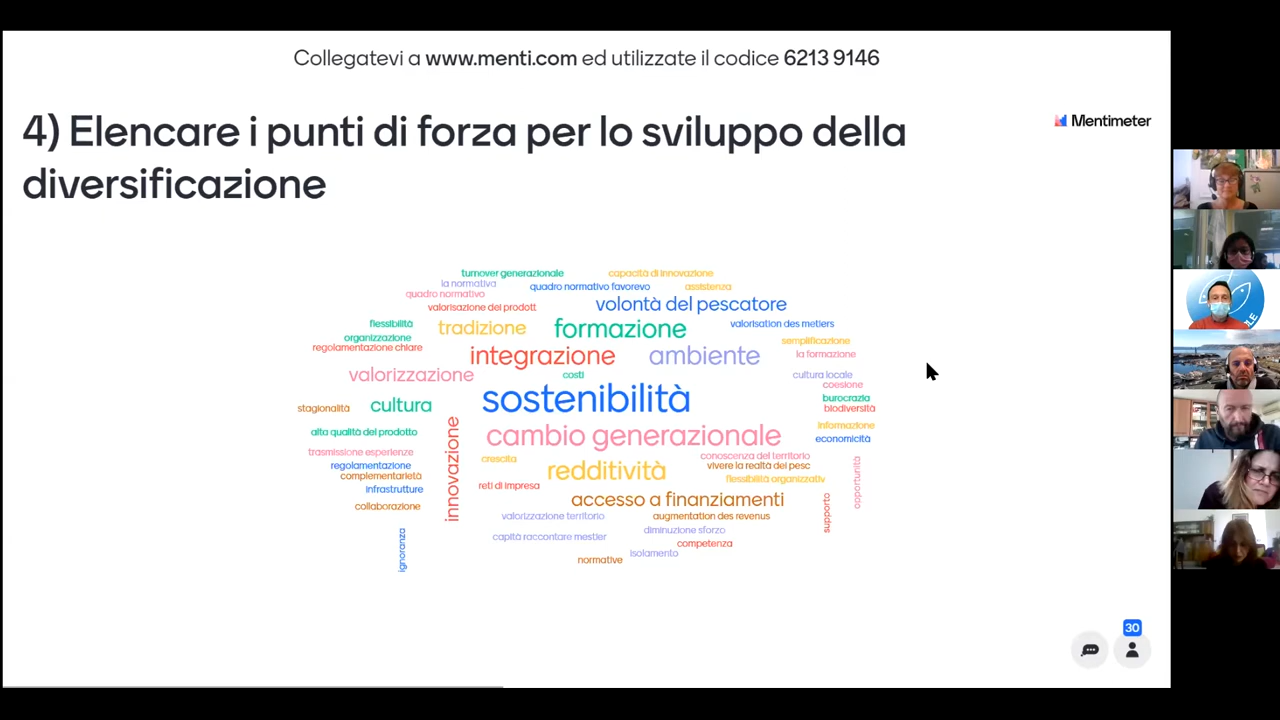 Collegatevi a www.menti.com ed utilizzate il codice 6213 9146
4) Elencare i punti di forza per lo sviluppo della
diversificazione
Mentimeter
turnover generazionale
capacità di innovazione
la normativa
quadro normativo favorevo
assistenza
quadro normativo
valorisazione dei prodott
volontà del pescatore
flessibilità
tradizione
formazione
valorisation des metiers
organizzazione
semplificazione
regolamentazione chiare
integrazione
ambiente
la formazione
valorizzazione
costi
cultura locale
coesione
sostenibilità
burocrazia
stagionalità
cultura
biodiversità
alta qualità del prodotto
innovazione
cambio generazionale
informazione
economicità
trasmissione esperienze
crescita
conoscenza del territorio
regolamentazione
redditività
vivere la realtà del pesc
complementarietà
flessibilità organizzativ
opportunità
infrastrutture
reti di impresa
accesso a finanziamenti
supporto
collaborazione
valorizzazione territorio
augmentation des revenus
ignoranza
capità raccontare mestier
diminuzione sforzo
competenza
isolamento
normative
30